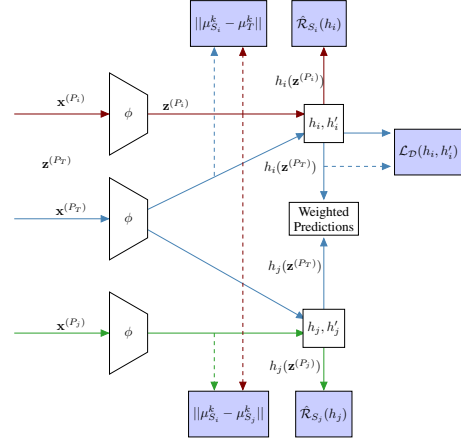 ||μ^k_{S_i} − μ^k_T||
R̂_{S_i}(h_i)
h_i(z^{(P_i)})
x^{(P_i)}
ϕ
z^{(P_i)}
h_i, h'_i
L_D(h_i, h'_i)
z^{(P_T)}
h_i(z^{(P_T)})
x^{(P_T)}
ϕ
Weighted
Predictions
h_j(z^{(P_T)})
x^{(P_j)}
ϕ
h_j, h'_j
h_j(z^{(P_j)})
||μ^k_{S_i} − μ^k_{S_j}||
R̂_{S_j}(h_j)